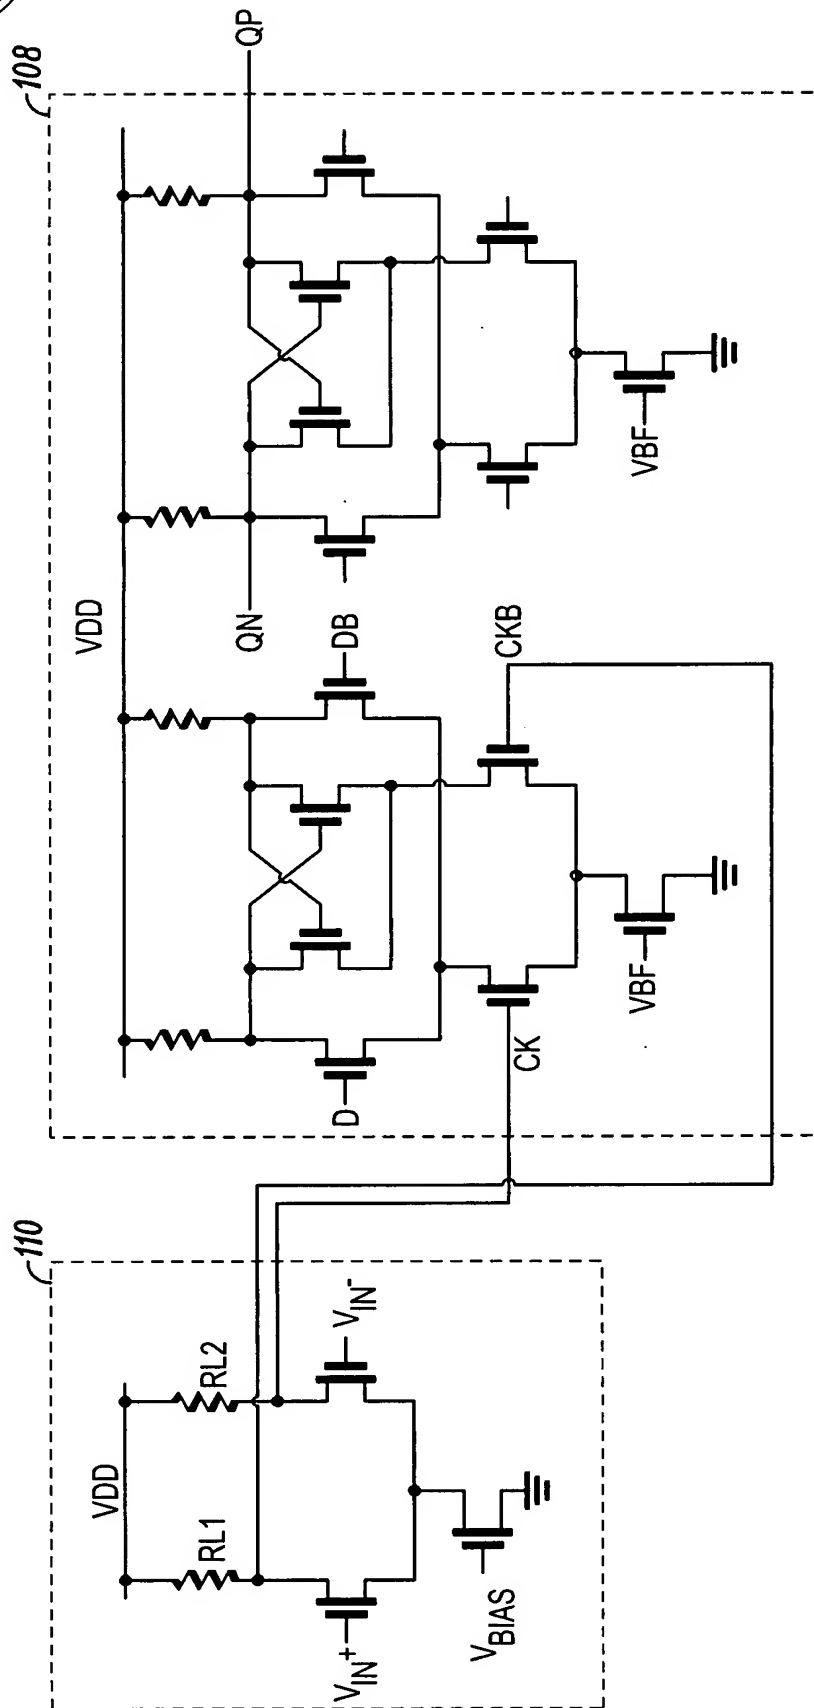 110
VDD
RL1
RL2
V_IN^+
V_IN^-
V_BIAS
108
VDD
QN
QP
D
DB
CK
CKB
VBF
VBF